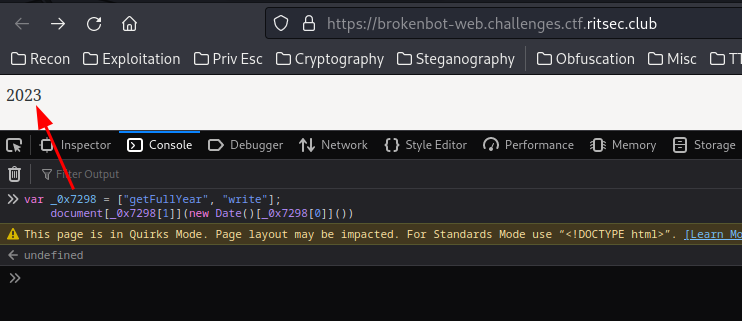 https://brokenbot-web.challenges.ctf.ritsec.club
Recon Exploitation Priv Esc Cryptography Steganography Obfuscation Misc
2023
Inspector Console Debugger Network Style Editor Performance Memory Storage
Filter Output
var _0x7298 = ["getFullYear", "write"];
document[_0x7298[1]](new Date()[_0x7298[0]]())
This page is in Quirks Mode. Page layout may be impacted. For Standards Mode use “<!DOCTYPE html>”. [Learn Mo
undefined